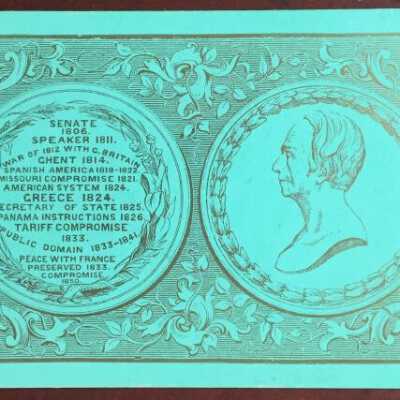 SENATE
1806.
SPEAKER 1811.
WAR OF 1812 WITH G. BRITAIN
GHENT 1814.
SPANISH AMERICA 1818-1822.
MISSOURI COMPROMISE 1821.
AMERICAN SYSTEM 1824.
GREECE 1824.
SECRETARY OF STATE 1825.
PANAMA INSTRUCTIONS 1826.
TARIFF COMPROMISE
1833.
PUBLIC DOMAIN 1833-1841.
PEACE WITH FRANCE
PRESERVED 1833.
COMPROMISE
1850.